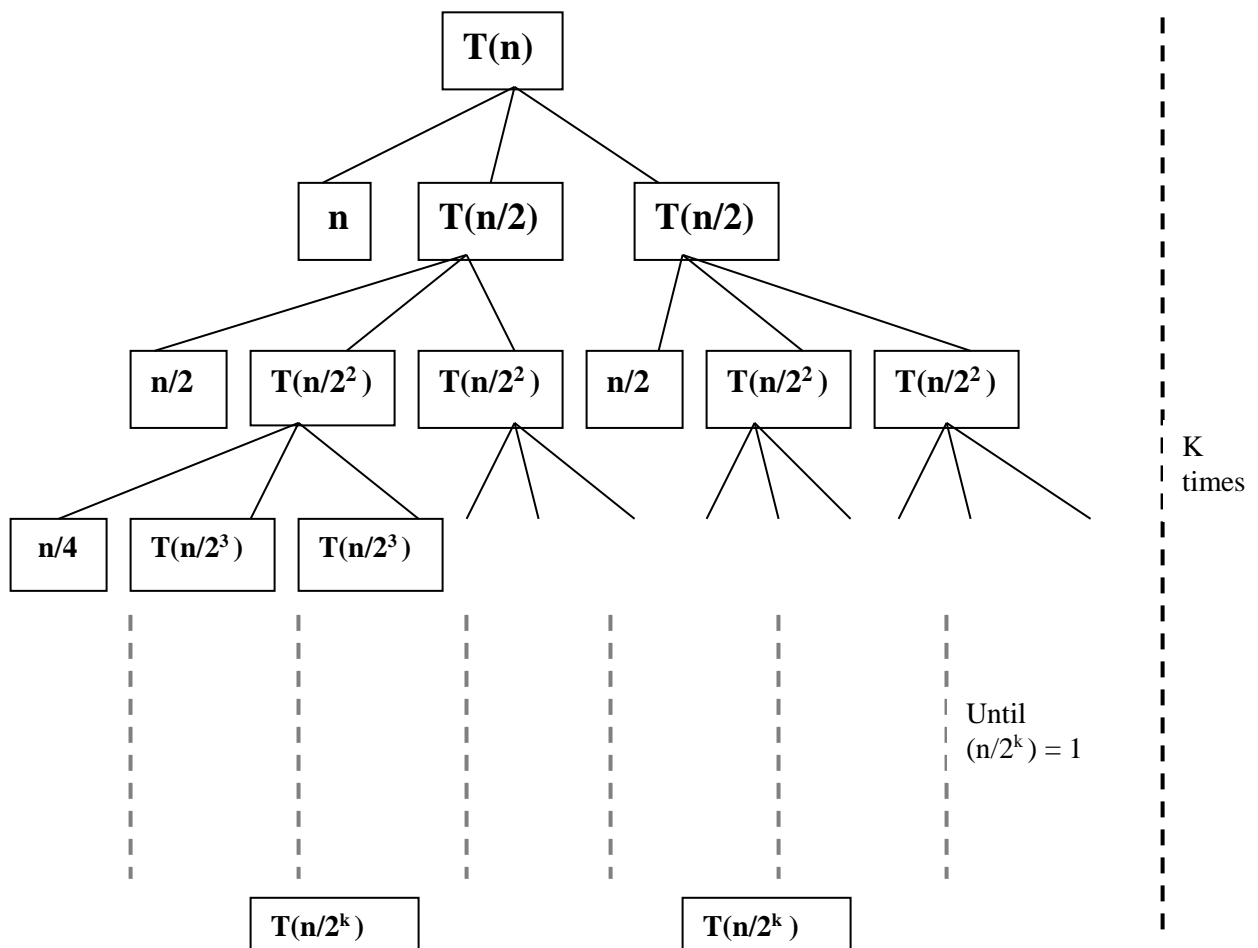 T(n)
n T(n/2) T(n/2)
n/2 T(n/2²) T(n/2²) n/2 T(n/2²) T(n/2²)
K
times
n/4 T(n/2³) T(n/2³)
Until
(n/2ᵏ) = 1
T(n/2ᵏ) T(n/2ᵏ)